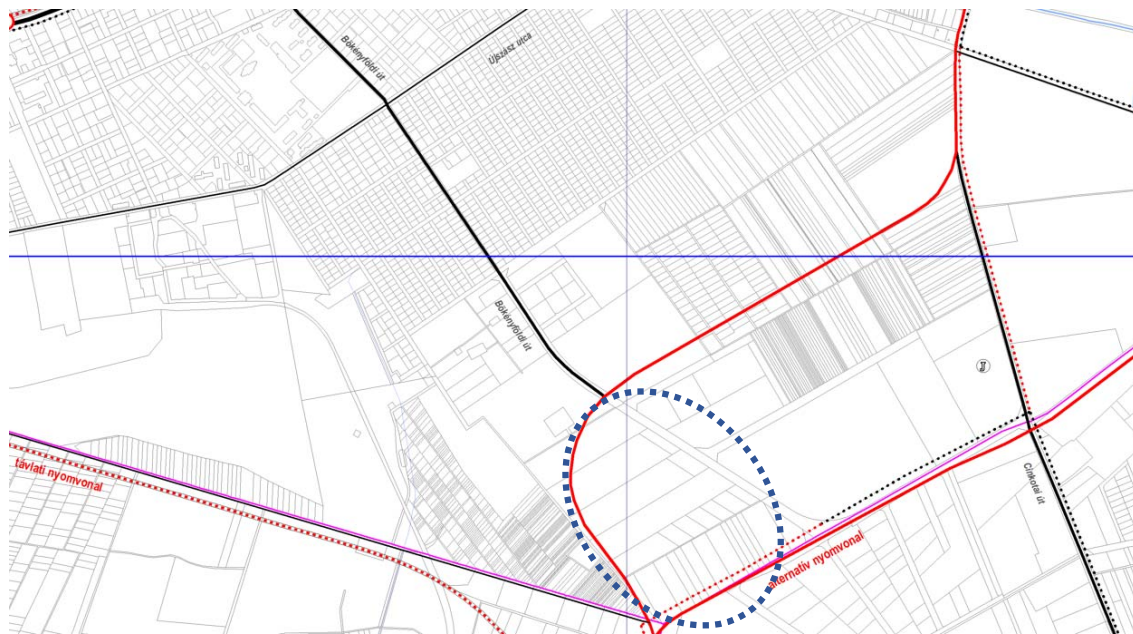 Bökényföldi út
Újszász utca
Bökényföldi út
távlati nyomvonal
alternatív nyomvonal
Cinkotai út